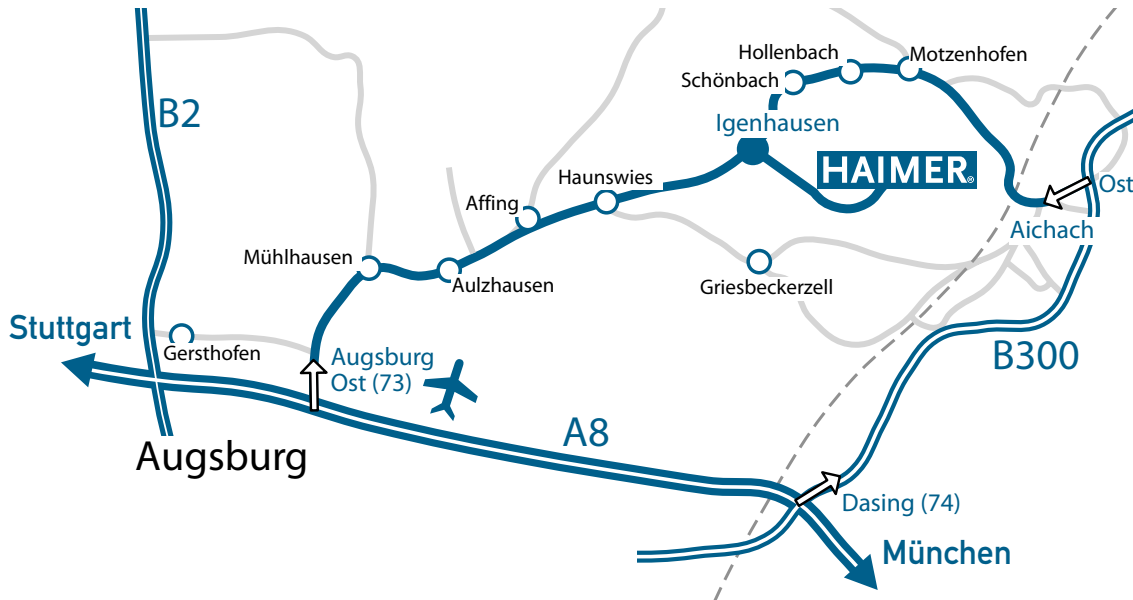 Hollenbach
Motzenhofen
Schönbach
B2
Igenhausen
HAIMER®
Haunswies
Ost
Affing
Aichach
Mühlhausen
Aulzhausen
Griesbeckerzell
Stuttgart
Gersthofen
Augsburg
Ost (73)
B300
A8
Augsburg
Dasing (74)
München